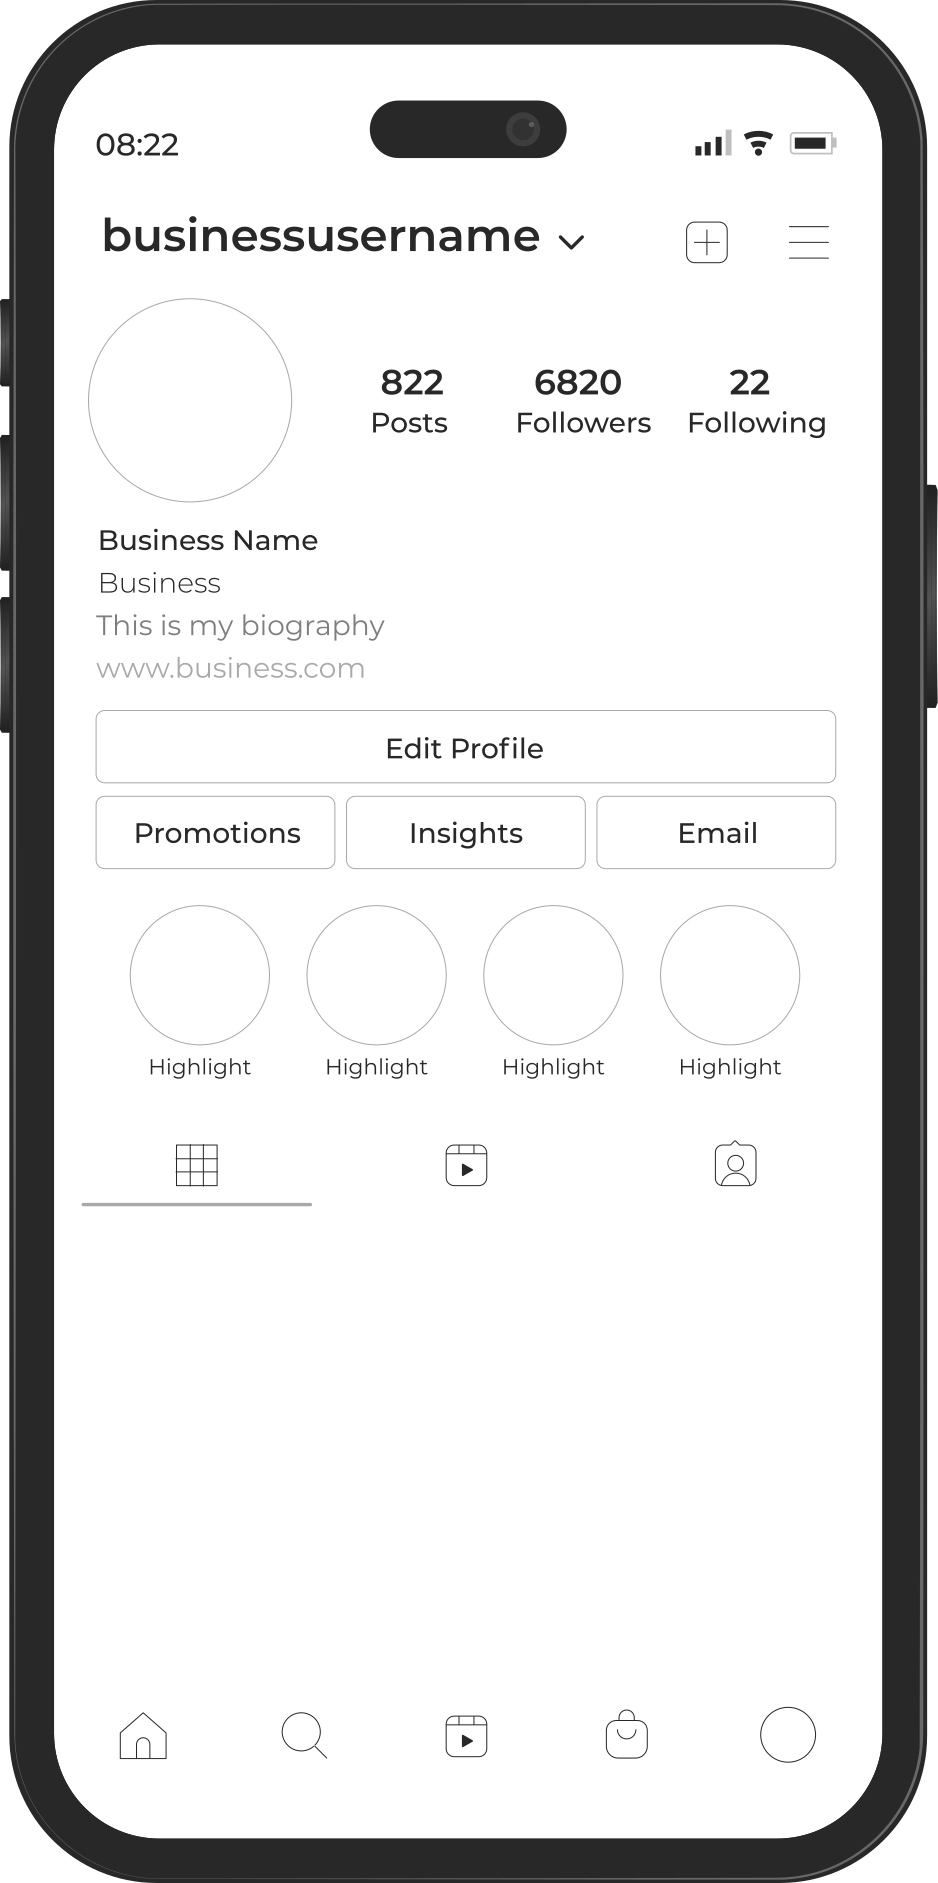 08:22
businessusername
822 6820 22
Posts Followers Following
Business Name
Business
This is my biography
www.business.com
Edit Profile
Promotions Insights Email
Highlight Highlight Highlight Highlight